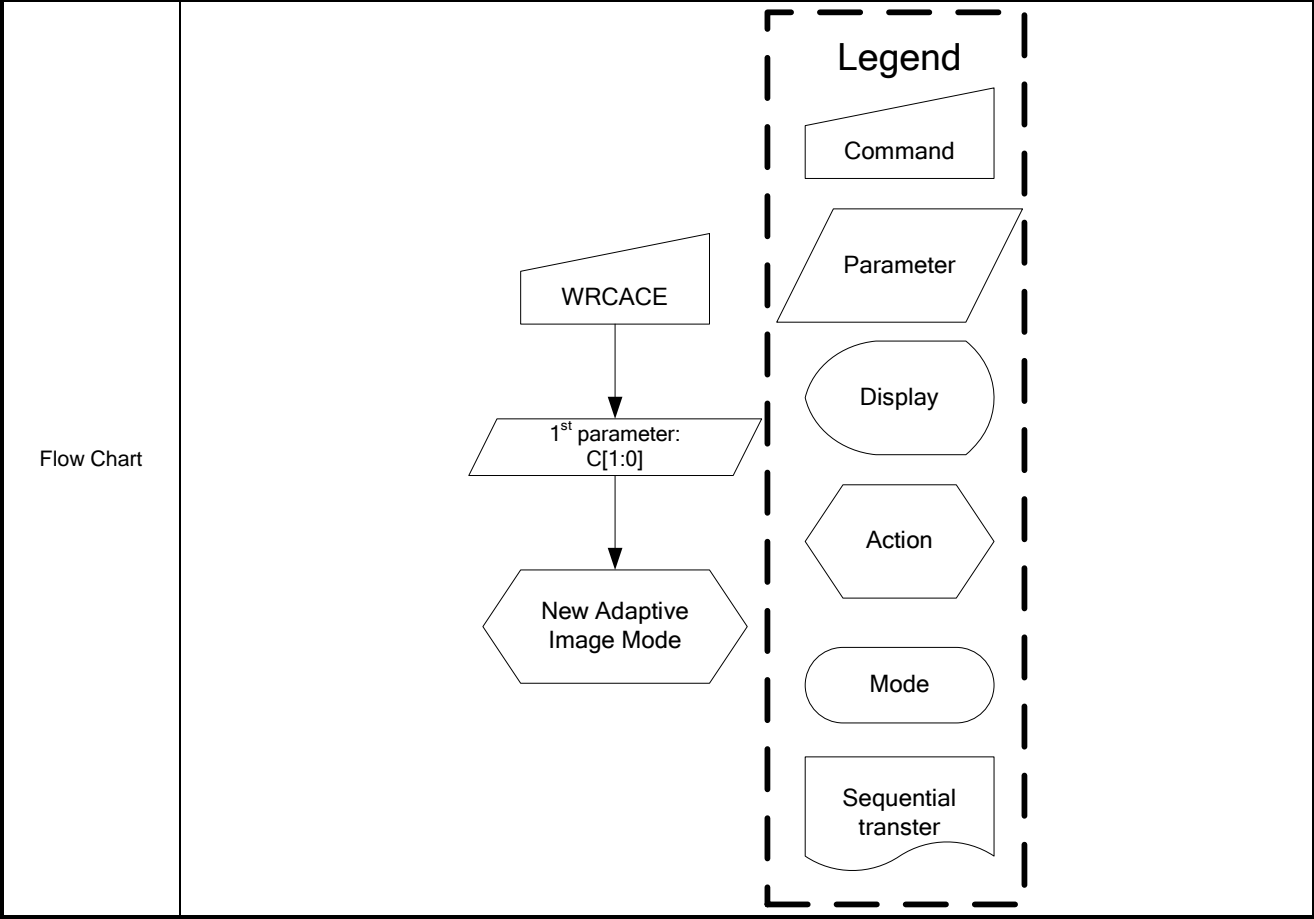 Flow Chart
WRCACE
1st parameter:
C[1:0]
New Adaptive
Image Mode
Legend
Command
Parameter
Display
Action
Mode
Sequential
transter